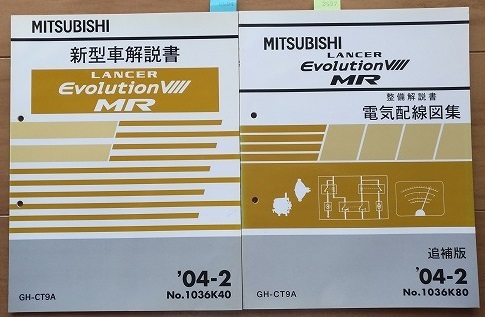 MITSUBISHI
新型車解説書
LANCER
Evolution VIII
MR
'04-2
No.1036K40
GH-CT9A
MITSUBISHI
LANCER
Evolution VIII
MR
整備解説書
電気配線図集
追補版
'04-2
No.1036K80
GH-CT9A